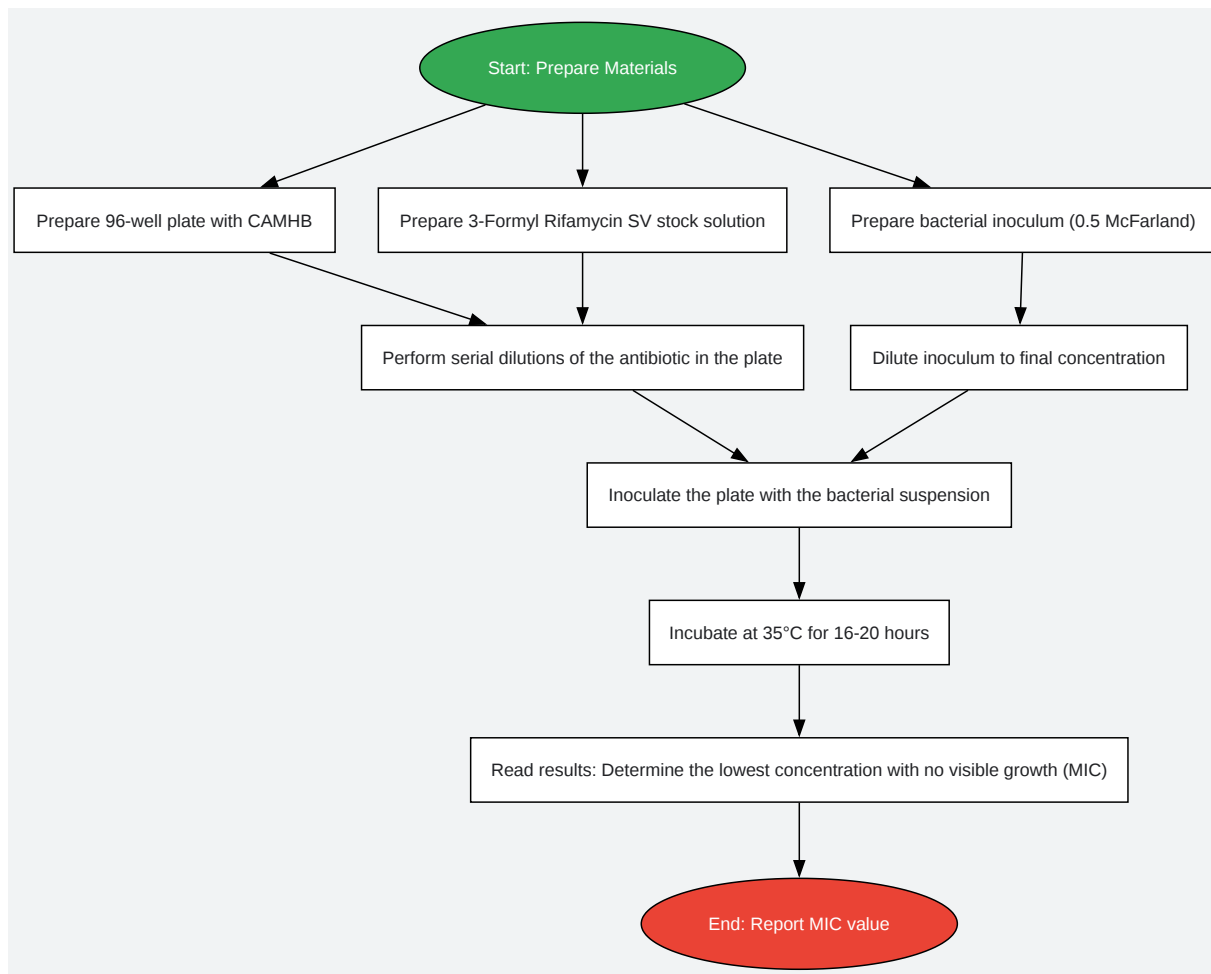 Start: Prepare Materials
Prepare 96-well plate with CAMHB
Prepare 3-Formyl Rifamycin SV stock solution
Prepare bacterial inoculum (0.5 McFarland)
Perform serial dilutions of the antibiotic in the plate
Dilute inoculum to final concentration
Inoculate the plate with the bacterial suspension
Incubate at 35°C for 16-20 hours
Read results: Determine the lowest concentration with no visible growth (MIC)
End: Report MIC value